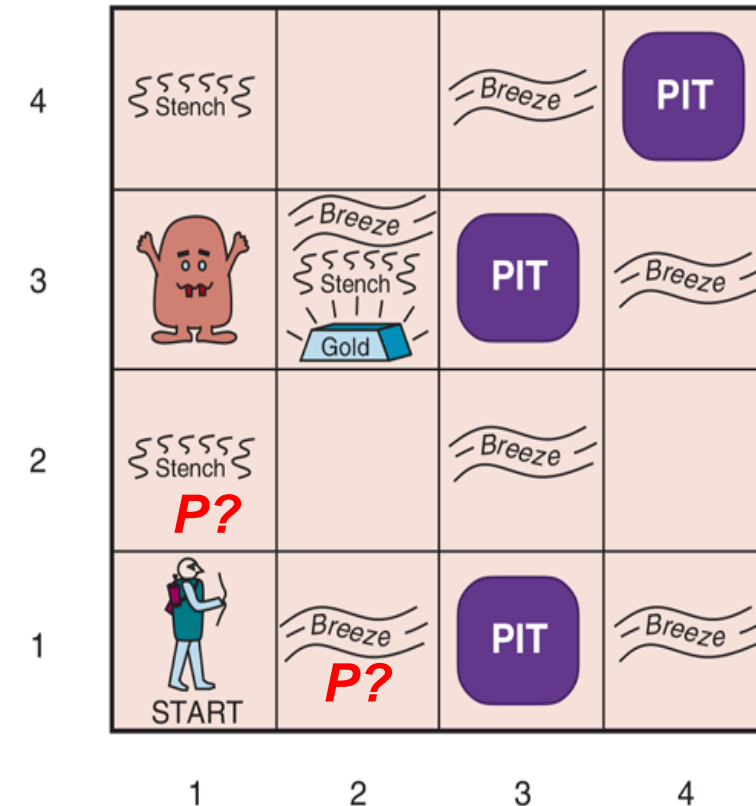 4
Stench
Breeze
PIT
3
Breeze
Stench
Gold
PIT
Breeze
2
Stench
P?
Breeze
1
START
Breeze
P?
PIT
Breeze
1 2 3 4